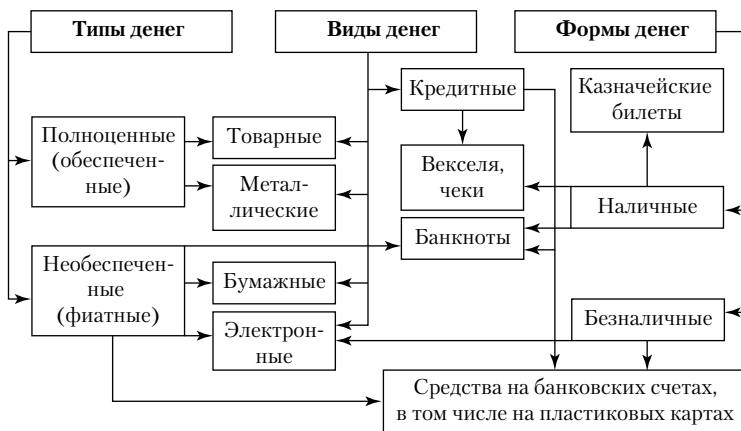 Типы денег
Виды денег
Формы денег
Кредитные
Казначейские
билеты
Полноценные
(обеспечен-
ные)
Товарные
Метал-
лические
Векселя,
чеки
Наличные
Банкноты
Необеспечен-
ные
(фиатные)
Бумажные
Электрон-
ные
Безналичные
Средства на банковских счетах,
в том числе на пластиковых картах